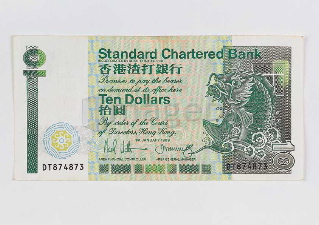 Standard Chartered Bank
香港渣打銀行
Promises to pay the bearer
on demand at its office here
Ten Dollars
拾圓
By order of the Court
of Directors, Hong Kong.
DT874873
DT874873